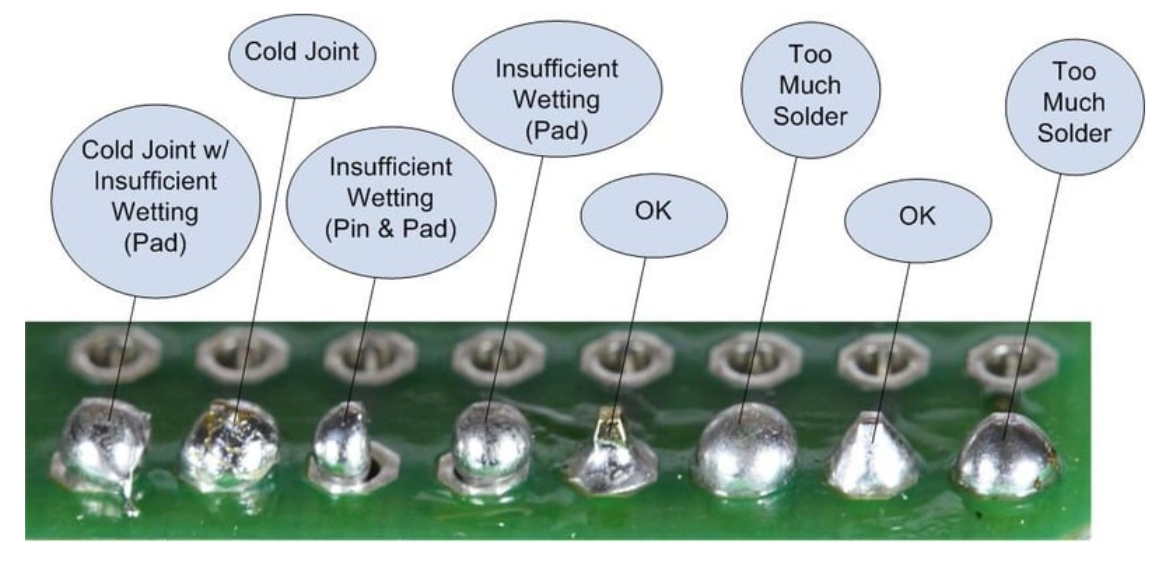 Cold Joint w/
Insufficient
Wetting
(Pad)
Cold Joint
Insufficient
Wetting
(Pin & Pad)
Insufficient
Wetting
(Pad)
OK
Too
Much
Solder
OK
Too
Much
Solder